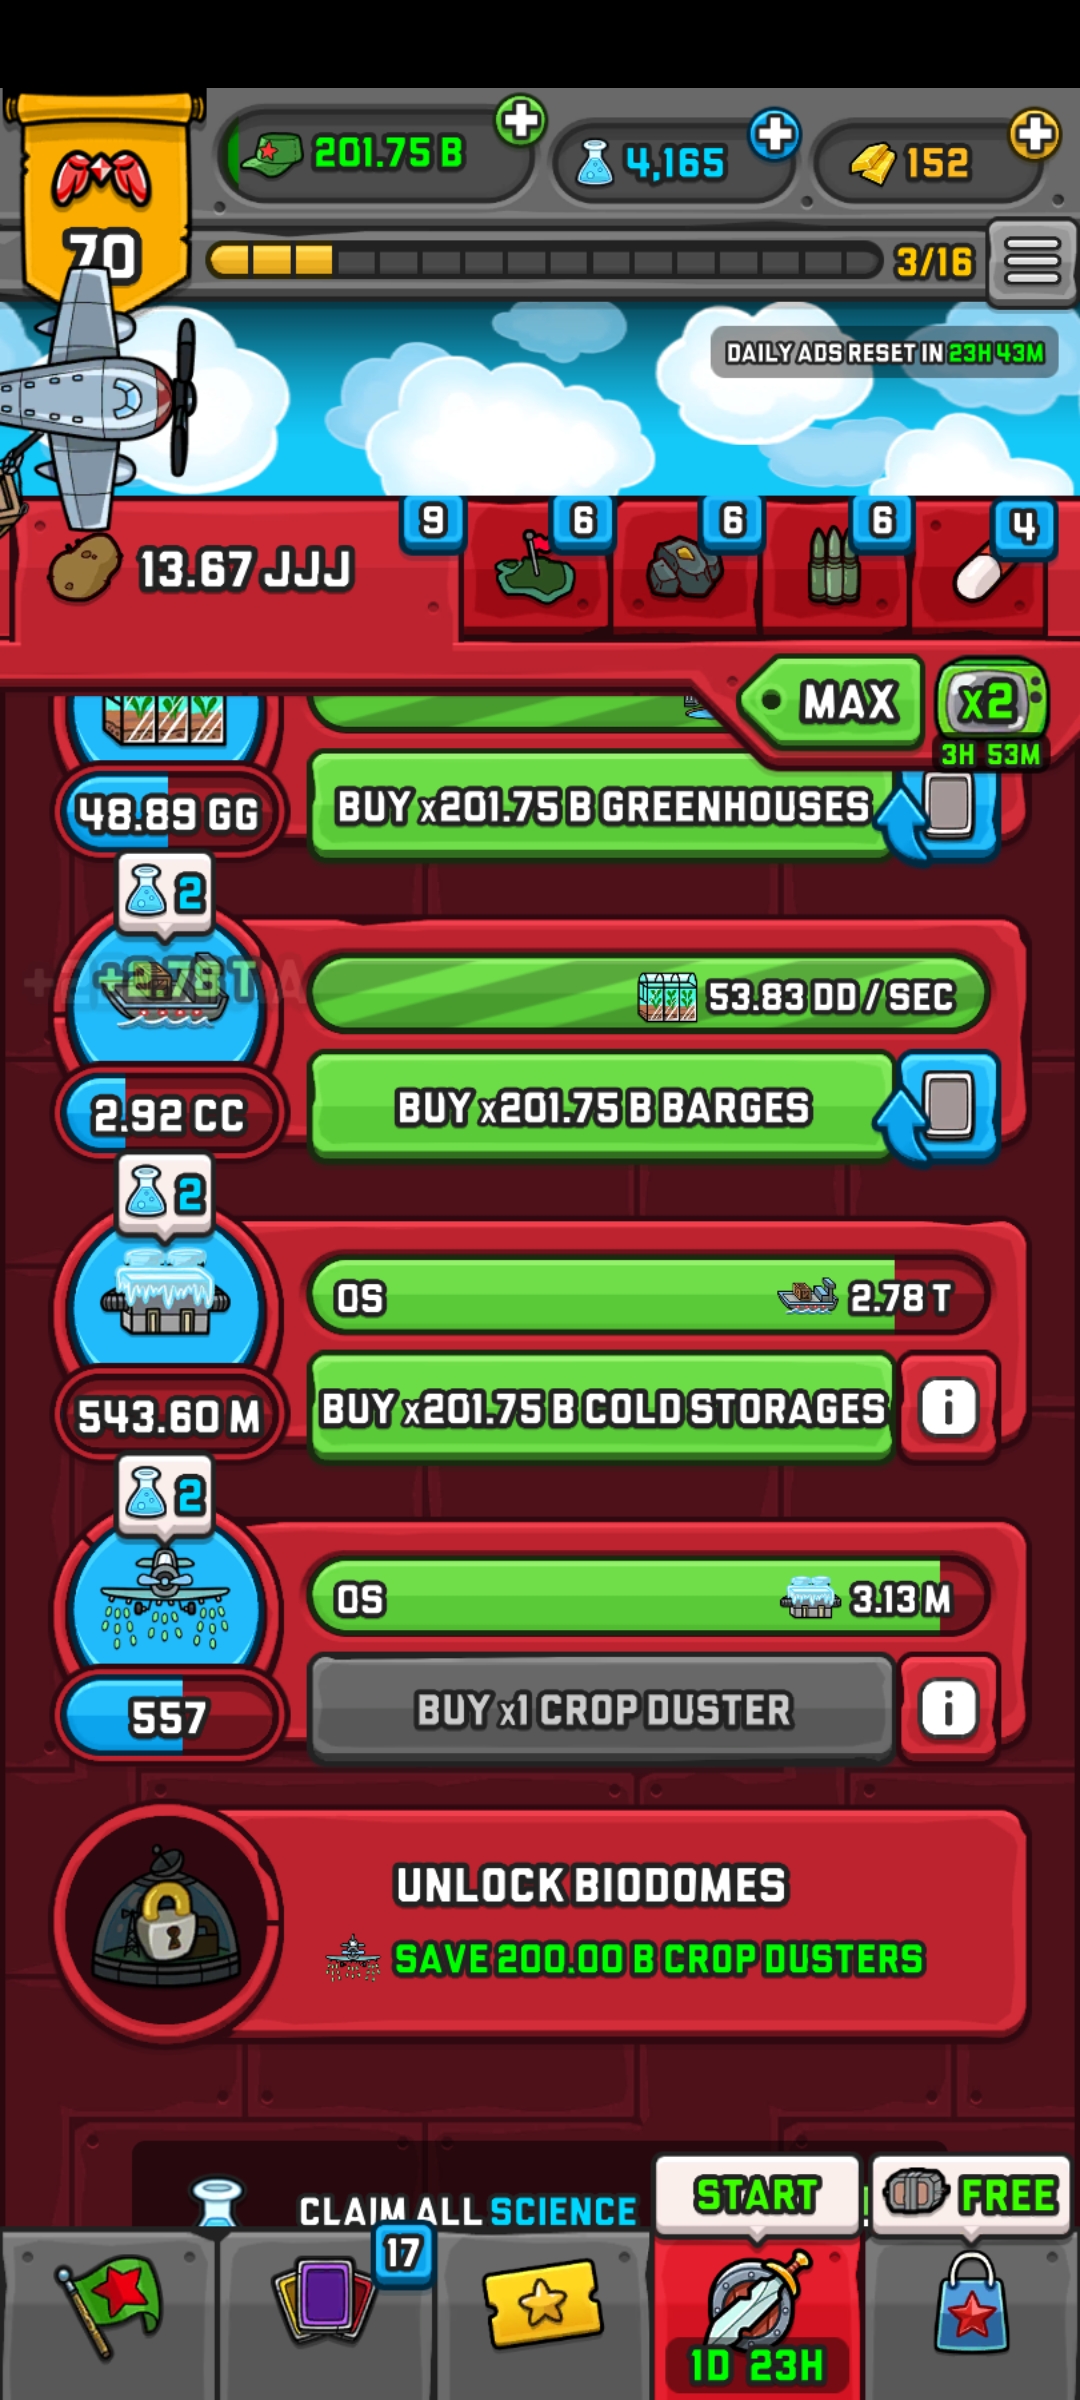 201.75 B
4,165
152
70
3/16
DAILY ADS RESET IN 23H 43M
9
6
6
6
4
13.67 JJJ
MAX
x2
3H 53M
48.89 GG
BUY x201.75 B GREENHOUSES
2
53.83 DD / SEC
2.92 CC
BUY x201.75 B BARGES
2
0S
2.78 T
543.60 M
BUY x201.75 B COLD STORAGES
i
2
0S
3.13 M
557
BUY x1 CROP DUSTER
i
UNLOCK BIODOMES
SAVE 200.00 B CROP DUSTERS
CLAIM ALL SCIENCE
START
FREE
17
1D 23H